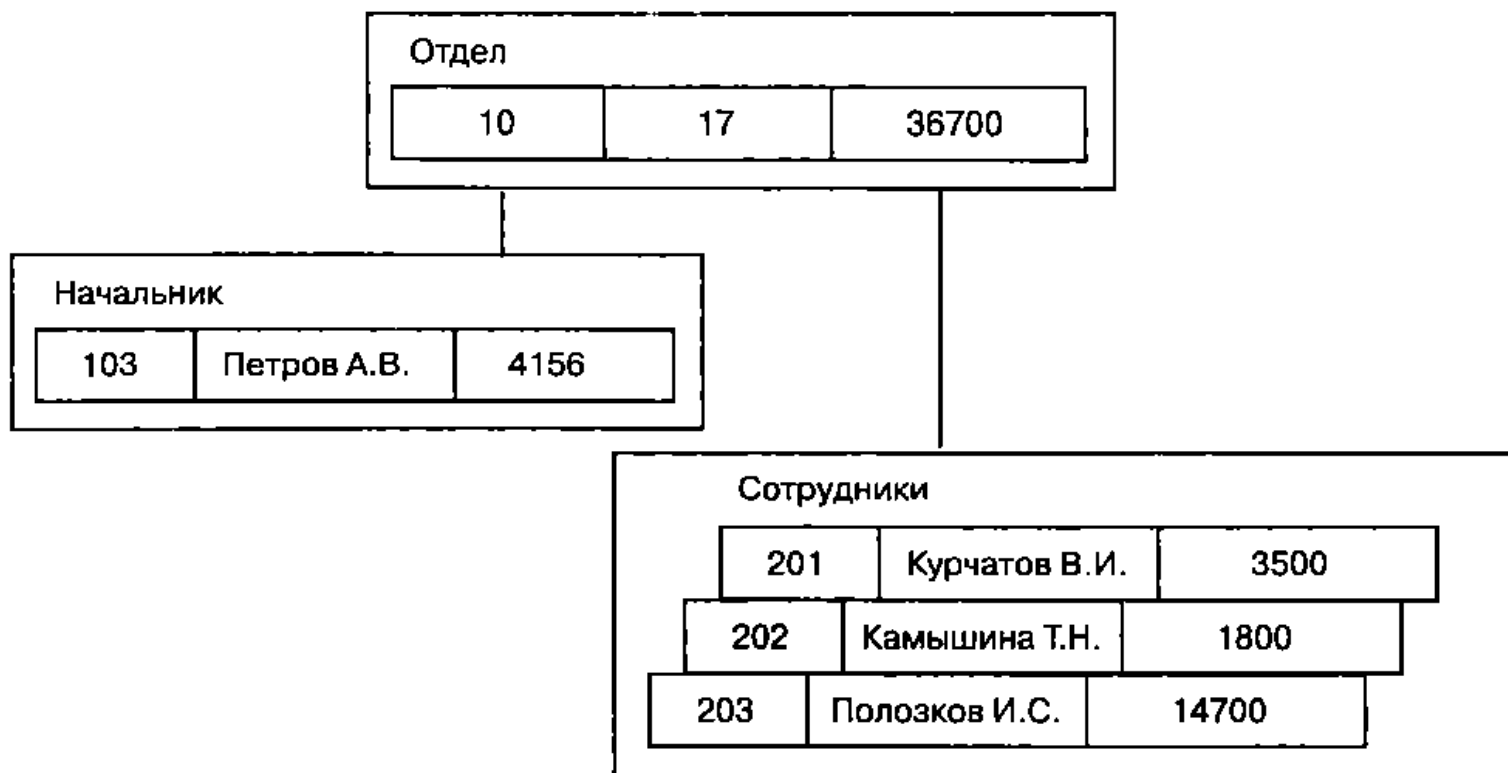 Отдел
10 17 36700
Начальник
103 Петров А.В. 4156
Сотрудники
201 Курчатов В.И. 3500
202 Камышина Т.Н. 1800
203 Полозков И.С. 14700